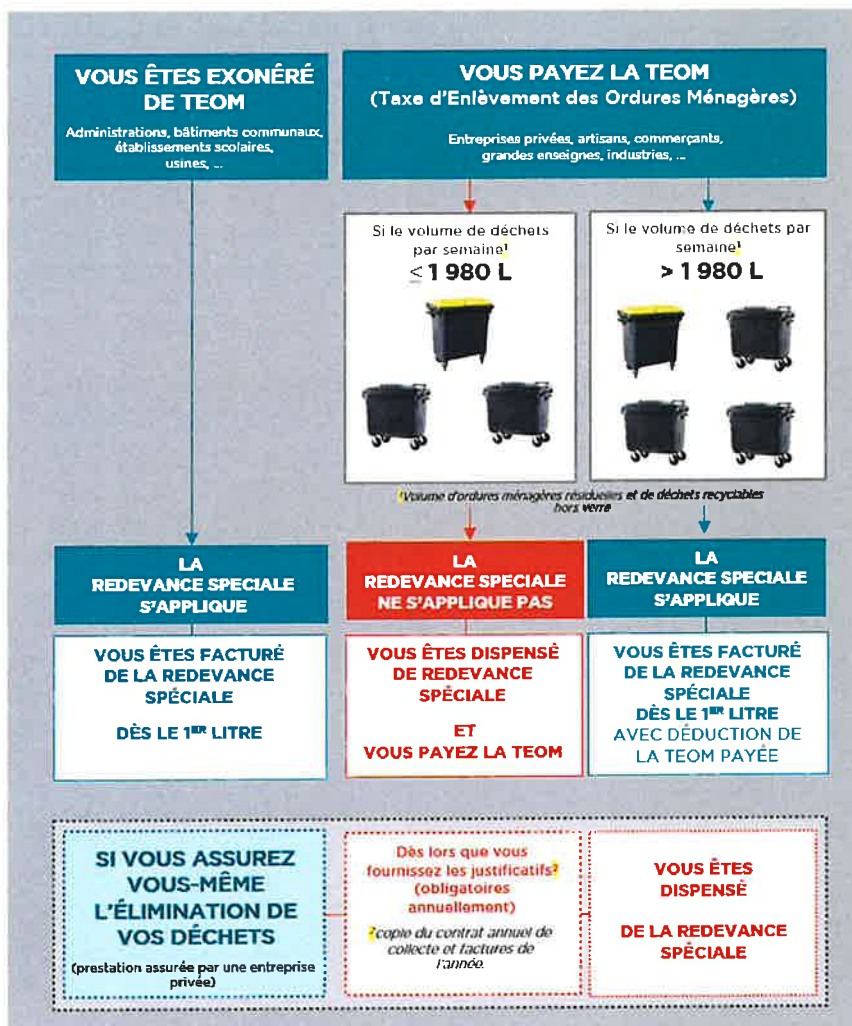 VOUS ÊTES EXONÉRÉ
DE TEOM
Administrations, bâtiments communaux,
établissements scolaires,
usines, ...
VOUS PAYEZ LA TEOM
(Taxe d'Enlèvement des Ordures Ménagères)
Entreprises privées, artisans, commerçants,
grandes enseignes, industries, ...
Si le volume de déchets
par semaine¹
≤ 1 980 L
Si le volume de déchets par
semaine¹
> 1 980 L
¹Volume d'ordures ménagères résiduelles et de déchets recyclables
hors verre
LA
REDEVANCE SPECIALE
S'APPLIQUE
LA
REDEVANCE SPECIALE
NE S'APPLIQUE PAS
LA
REDEVANCE SPECIALE
S'APPLIQUE
VOUS ÊTES FACTURÉ
DE LA REDEVANCE
SPÉCIALE
DÈS LE 1ER LITRE
VOUS ÊTES DISPENSÉ
DE REDEVANCE
SPÉCIALE
ET
VOUS PAYEZ LA TEOM
VOUS ÊTES FACTURÉ
DE LA REDEVANCE
SPÉCIALE
DÈS LE 1ER LITRE
AVEC DÉDUCTION DE
LA TEOM PAYÉE
SI VOUS ASSUREZ
VOUS-MÊME
L'ÉLIMINATION DE
VOS DÉCHETS
(prestation assurée par une entreprise
privée)
Dès lors que vous
fournissez les justificatifs²
(obligatoires
annuellement)
²copie du contrat annuel de
collecte et factures de
l'année.
VOUS ÊTES
DISPENSÉ
DE LA REDEVANCE
SPÉCIALE